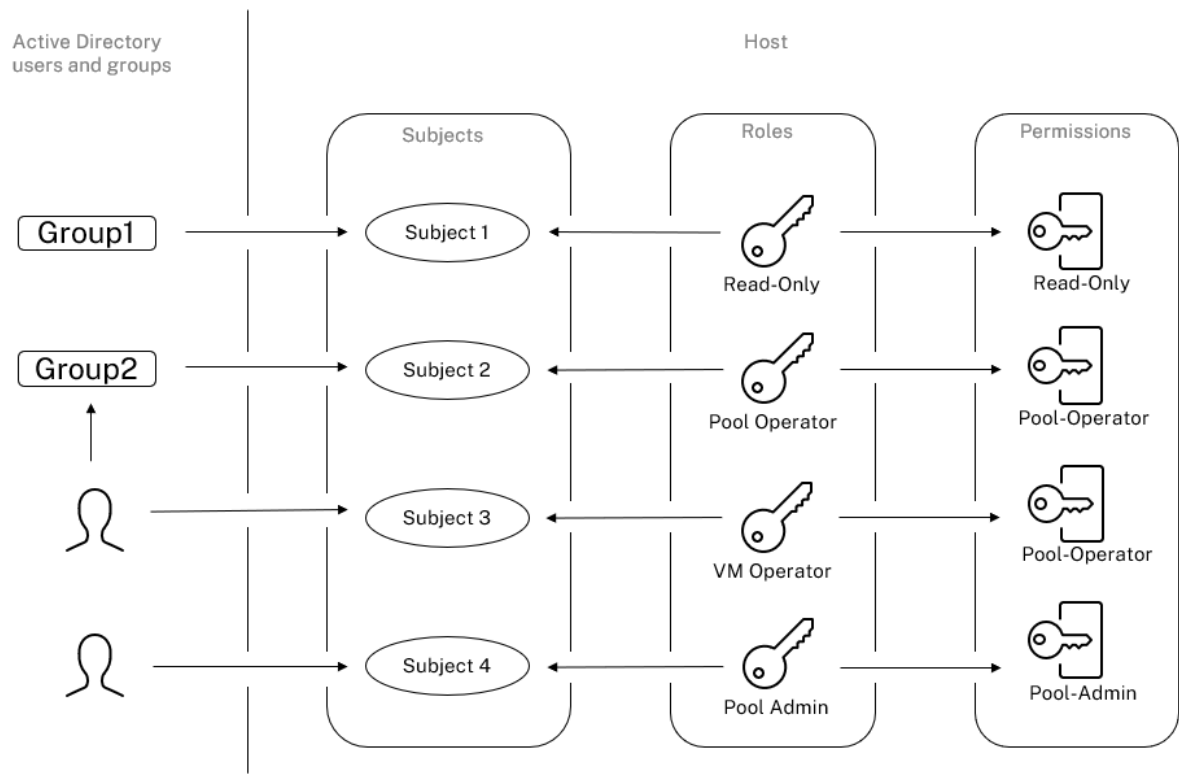 Active Directory
users and groups
Host
Subjects
Roles
Permissions
Group1
Subject 1
Read-Only
Read-Only
Group2
Subject 2
Pool Operator
Pool-Operator
Subject 3
VM Operator
Pool-Operator
Subject 4
Pool Admin
Pool-Admin